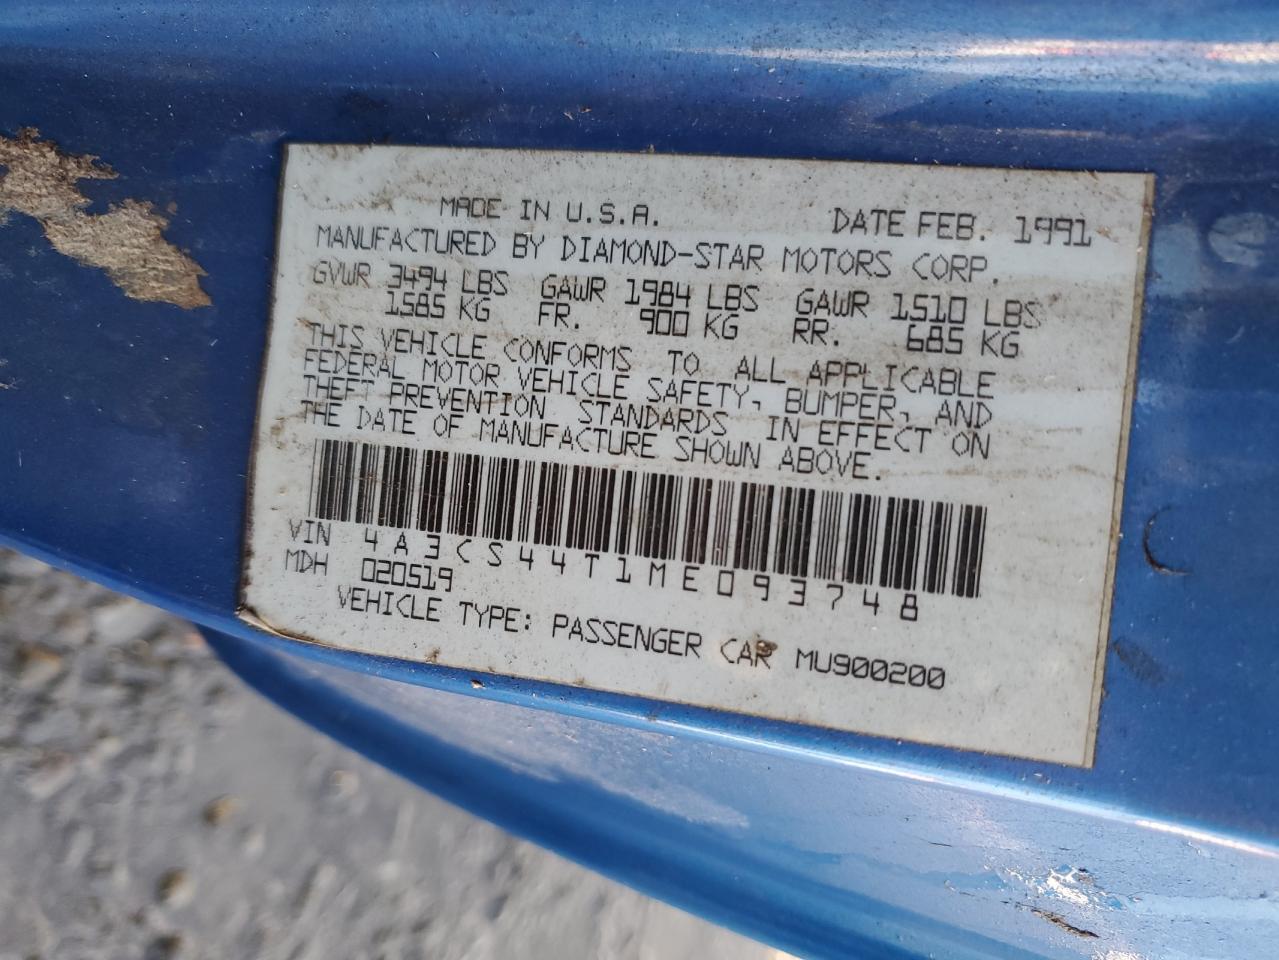 MADE IN U.S.A. DATE FEB. 1991
MANUFACTURED BY DIAMOND-STAR MOTORS CORP.
GVWR 3494 LBS GAWR 1984 LBS GAWR 1510 LBS
1585 KG FR. 900 KG RR. 685 KG
THIS VEHICLE CONFORMS TO ALL APPLICABLE
FEDERAL MOTOR VEHICLE SAFETY, BUMPER, AND
THEFT PREVENTION STANDARDS IN EFFECT ON
THE DATE OF MANUFACTURE SHOWN ABOVE.
VIN 4A3CS44T1ME093748
MDH 020519
VEHICLE TYPE: PASSENGER CAR MU900200